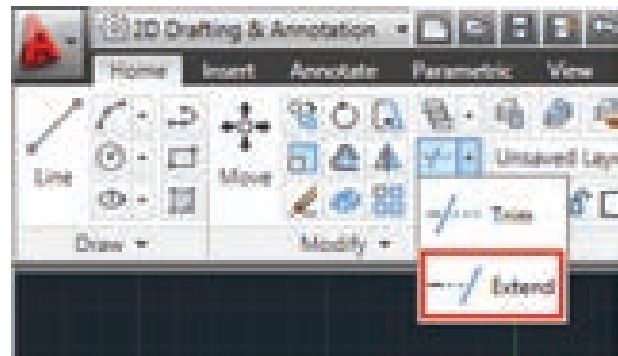 2D Drafting & Annotation
Home Insert Annotate Parametric View
Line
Move
Unsaved Lay
Trim
Extend
Draw
Modify